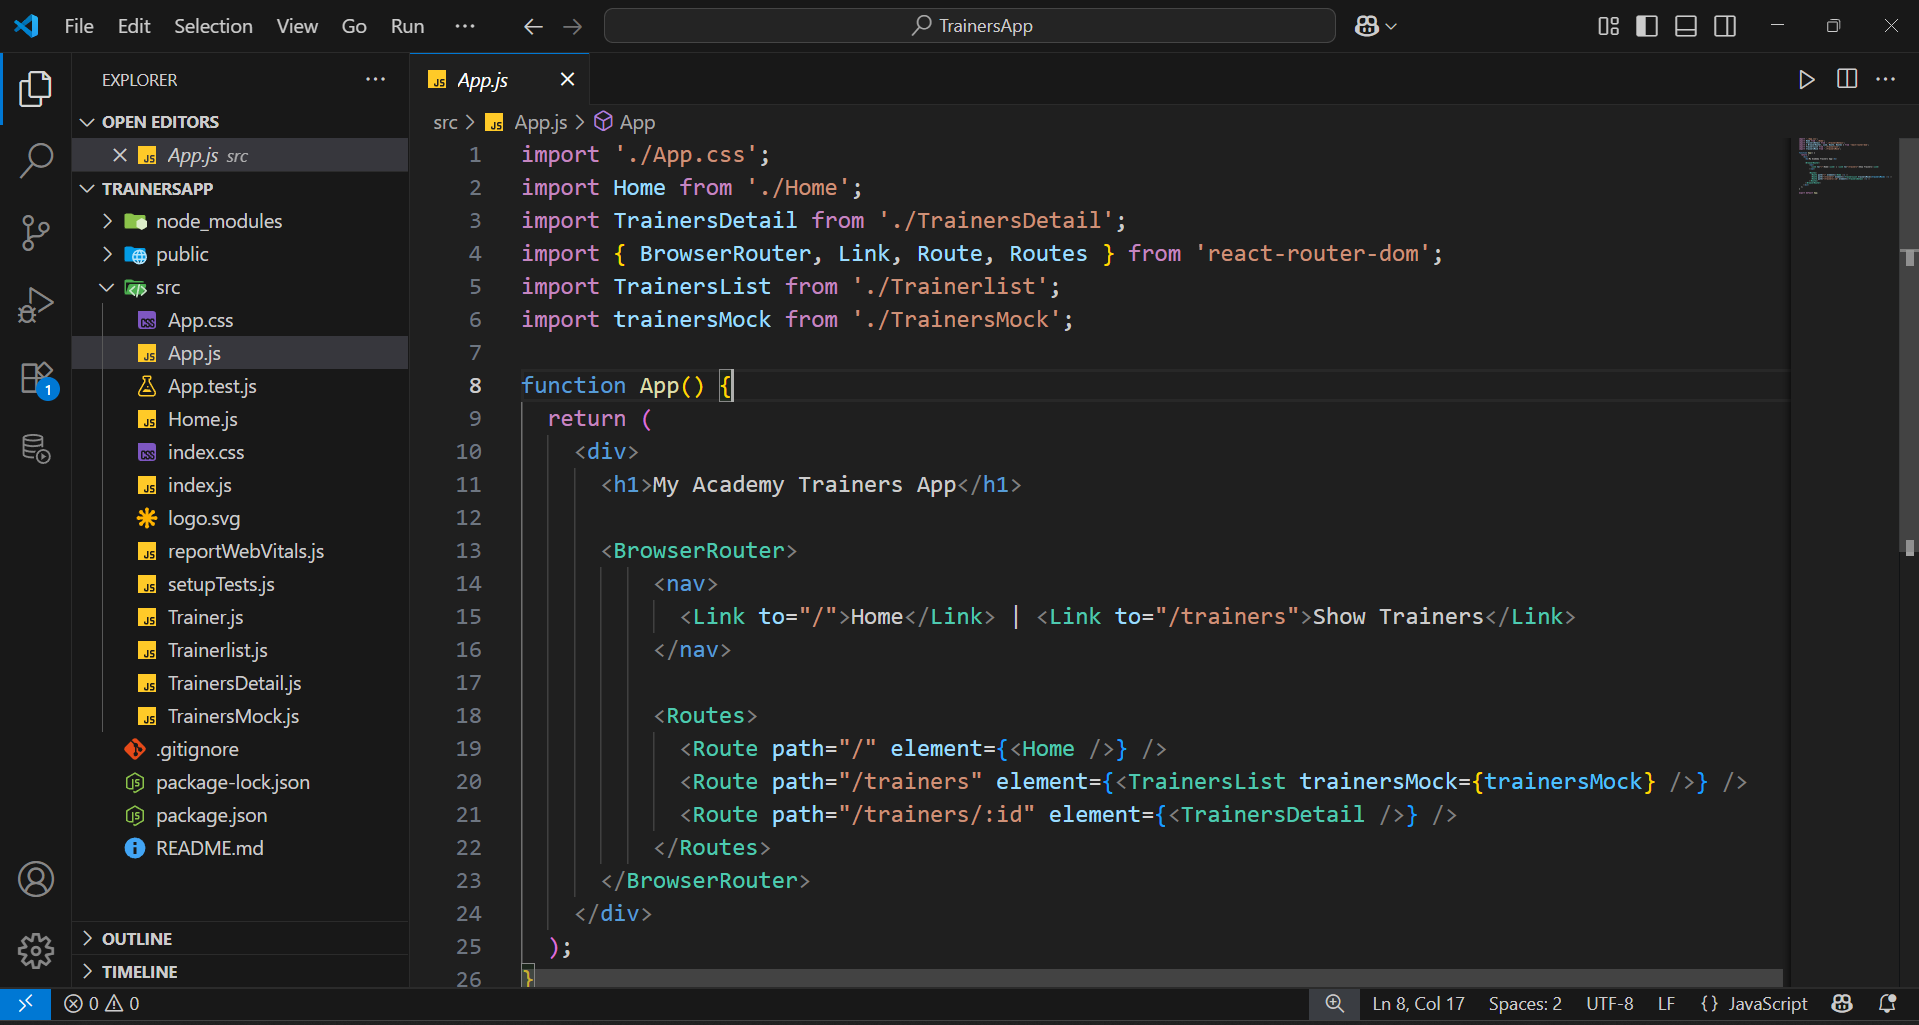 File Edit Selection View Go Run ··· TrainersApp
EXPLORER ···
OPEN EDITORS
App.js src
TRAINERSAPP
node_modules
public
src
App.css
App.js
App.test.js
Home.js
index.css
index.js
logo.svg
reportWebVitals.js
setupTests.js
Trainer.js
Trainerlist.js
TrainersDetail.js
TrainersMock.js
.gitignore
package-lock.json
package.json
README.md
OUTLINE
TIMELINE
1
App.js
src > App.js > App
1 import './App.css';
2 import Home from './Home';
3 import TrainersDetail from './TrainersDetail';
4 import { BrowserRouter, Link, Route, Routes } from 'react-router-dom';
5 import TrainersList from './Trainerlist';
6 import trainersMock from './TrainersMock';
7
8 function App() {
9 return (
10 <div>
11 <h1>My Academy Trainers App</h1>
12
13 <BrowserRouter>
14 <nav>
15 <Link to="/">Home</Link> | <Link to="/trainers">Show Trainers</Link>
16 </nav>
17
18 <Routes>
19 <Route path="/" element={<Home />} />
20 <Route path="/trainers" element={<TrainersList trainersMock={trainersMock} />} />
21 <Route path="/trainers/:id" element={<TrainersDetail />} />
22 </Routes>
23 </BrowserRouter>
24 </div>
25 );
26 }
0 0 Ln 8, Col 17 Spaces: 2 UTF-8 LF {} JavaScript